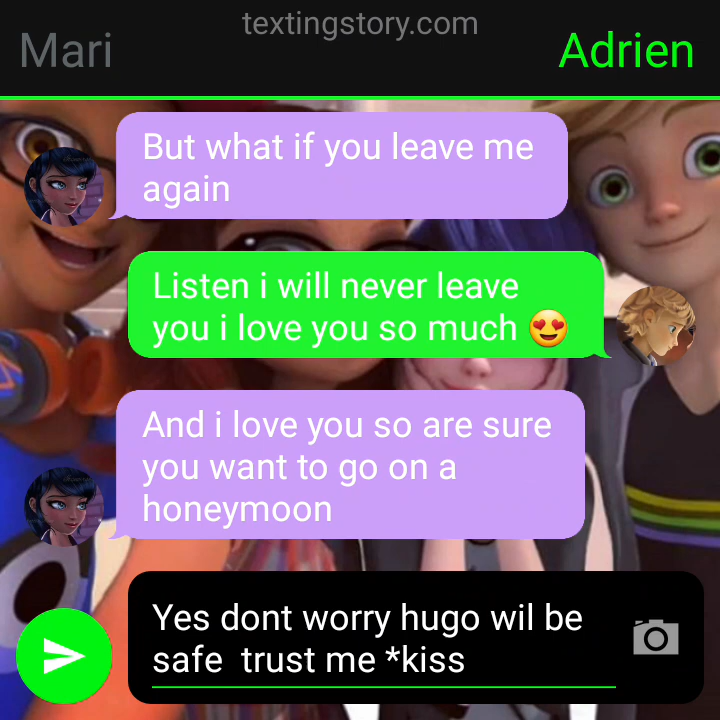 textingstory.com
Mari
Adrien
But what if you leave me
again
Listen i will never leave
you i love you so much 😍
And i love you so are sure
you want to go on a
honeymoon
Yes dont worry hugo wil be
safe  trust me *kiss